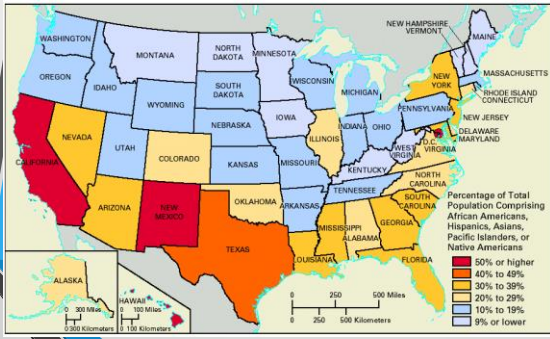 NEW HAMPSHIRE
VERMONT
MAINE
WASHINGTON
MONTANA
NORTH
DAKOTA
MINNESOTA
OREGON
IDAHO
SOUTH
DAKOTA
WISCONSIN
MICHIGAN
NEW
YORK
MASSACHUSETTS
RHODE ISLAND
CONNECTICUT
WYOMING
IOWA
NEBRASKA
PENNSYLVANIA
NEW JERSEY
NEVADA
UTAH
COLORADO
ILLINOIS
INDIANA
OHIO
DELAWARE
MARYLAND
D.C.
WEST
VIRGINIA
VIRGINIA
CALIFORNIA
KANSAS
MISSOURI
KENTUCKY
NORTH
CAROLINA
TENNESSEE
ARIZONA
NEW
MEXICO
OKLAHOMA
ARKANSAS
SOUTH
CAROLINA
MISSISSIPPI
ALABAMA
GEORGIA
TEXAS
LOUISIANA
FLORIDA
ALASKA
0 300 Miles
0 300 Kilometers
HAWAII
0 100 Miles
0 100 Kilometers
0 250 500 Miles
0 250 500 Kilometers
Percentage of Total
Population Comprising
African Americans,
Hispanics, Asians,
Pacific Islanders, or
Native Americans
50% or higher
40% to 49%
30% to 39%
20% to 29%
10% to 19%
9% or lower